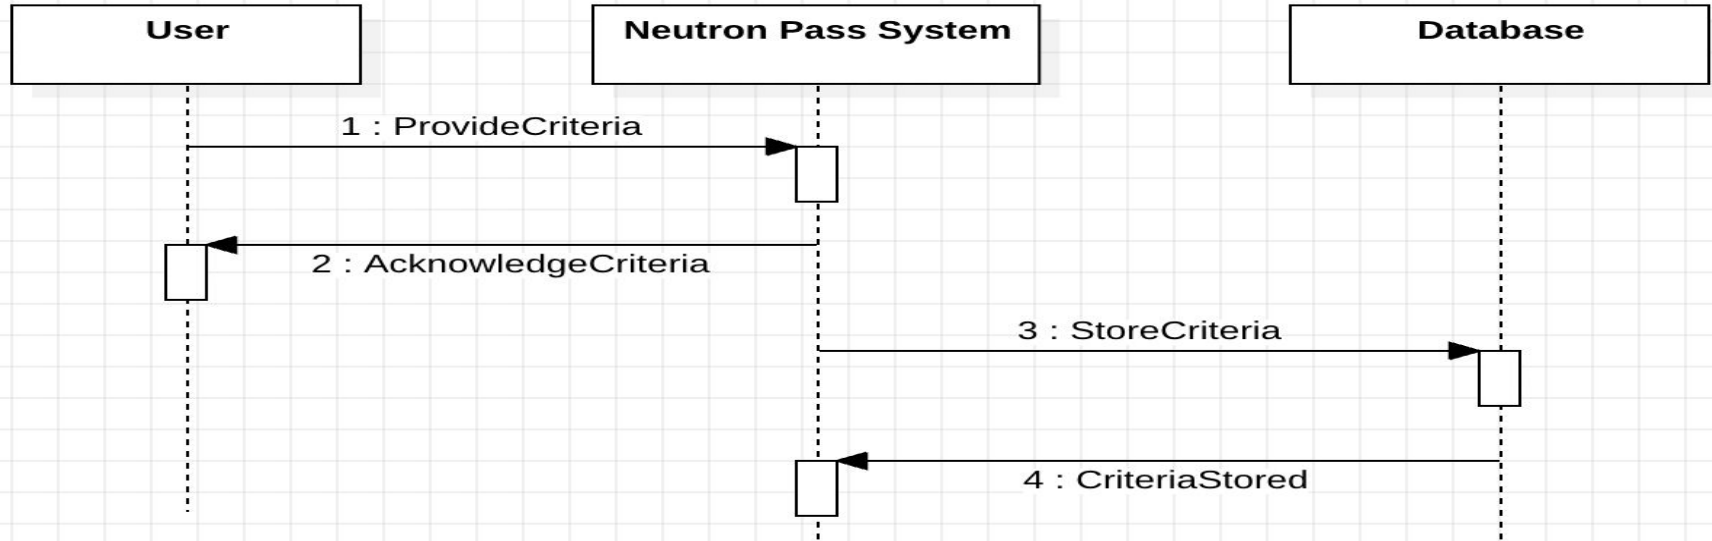 User
Neutron Pass System
Database
1 : ProvideCriteria
2 : AcknowledgeCriteria
3 : StoreCriteria
4 : CriteriaStored